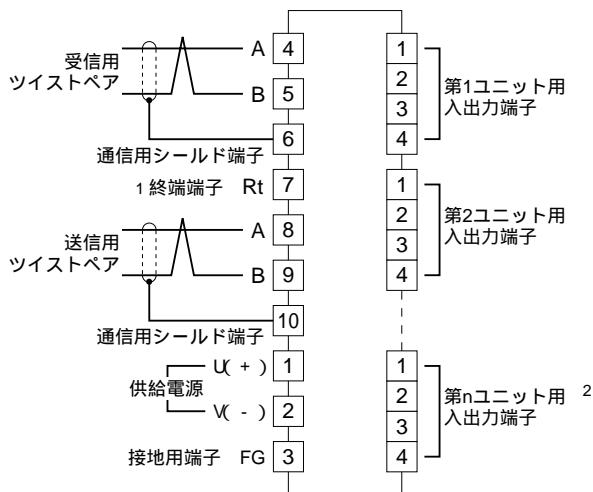 受信用
ツイストペア
A 4
B 5
6
通信用シールド端子
1 終端端子 Rt 7
送信用
ツイストペア
A 8
B 9
10
通信用シールド端子
供給電源
U( + ) 1
V( - ) 2
接地用端子 FG 3
1
2
3
4
第1ユニット用
入出力端子
1
2
3
4
第2ユニット用
入出力端子
1
2
3
4
第nユニット用 2
入出力端子